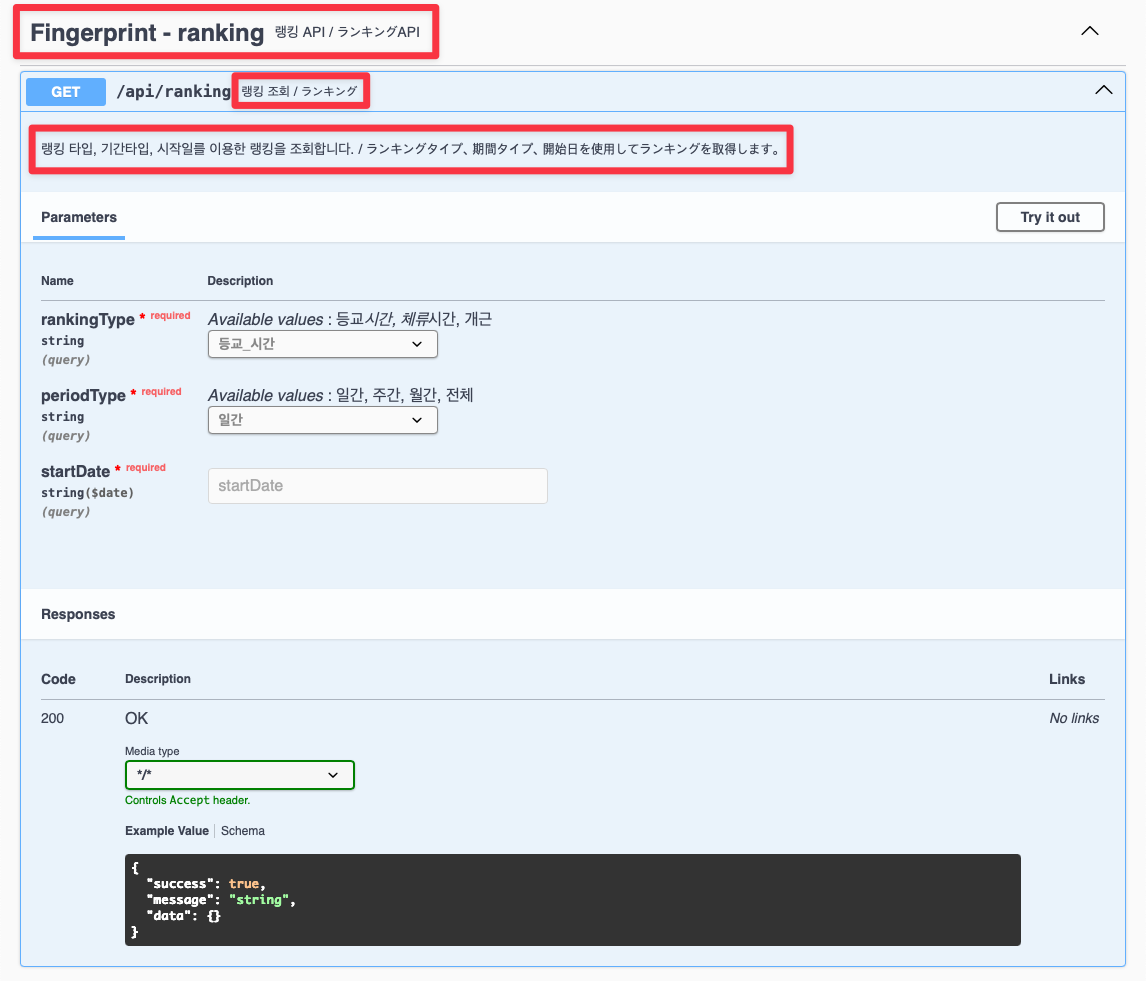 Fingerprint - ranking 랭킹 API / ランキングAPI
GET /api/ranking 랭킹 조회 / ランキング
랭킹 타입, 기간타입, 시작일를 이용한 랭킹을 조회합니다. / ランキングタイプ、期間タイプ、開始日を使用してランキングを取得します。
Parameters
Try it out
Name Description
rankingType * required
string
(query)
Available values : 등교시간, 체류시간, 개근
등교_시간
periodType * required
string
(query)
Available values : 일간, 주간, 월간, 전체
일간
startDate * required
string($date)
(query)
startDate
Responses
Code Description Links
200 OK No links
Media type
*/*
Controls Accept header.
Example Value Schema
{
"success": true,
"message": "string",
"data": {}
}